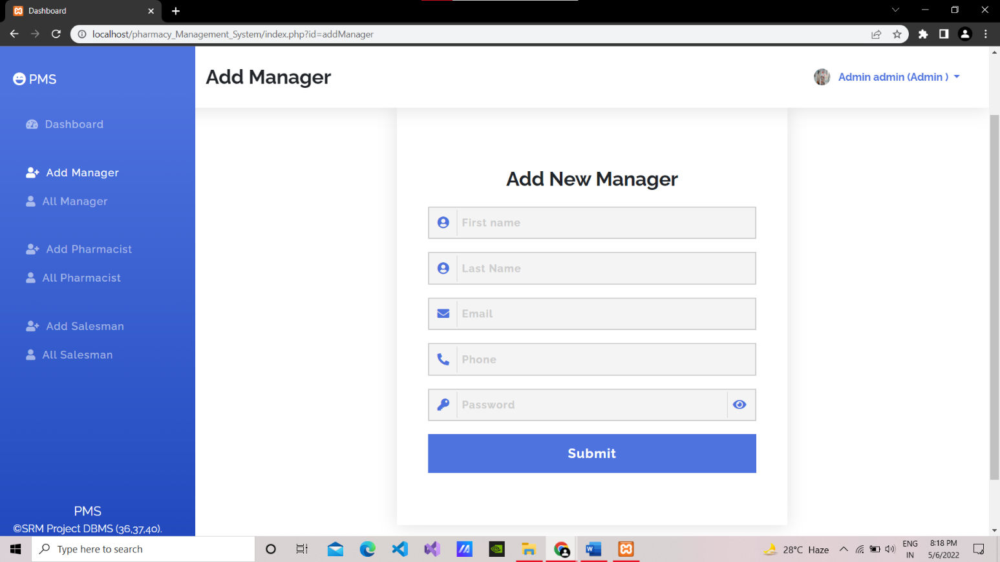 Dashboard
localhost/pharmacy_Management_System/index.php?id=addManager
PMS
Add Manager
Admin admin (Admin )
Dashboard
Add Manager
All Manager
Add Pharmacist
All Pharmacist
Add Salesman
All Salesman
Add New Manager
First name
Last Name
Email
Phone
Password
Submit
PMS
©SRM Project DBMS (36,37,40).
Type here to search
28°C Haze
ENG
IN
8:18 PM
5/6/2022